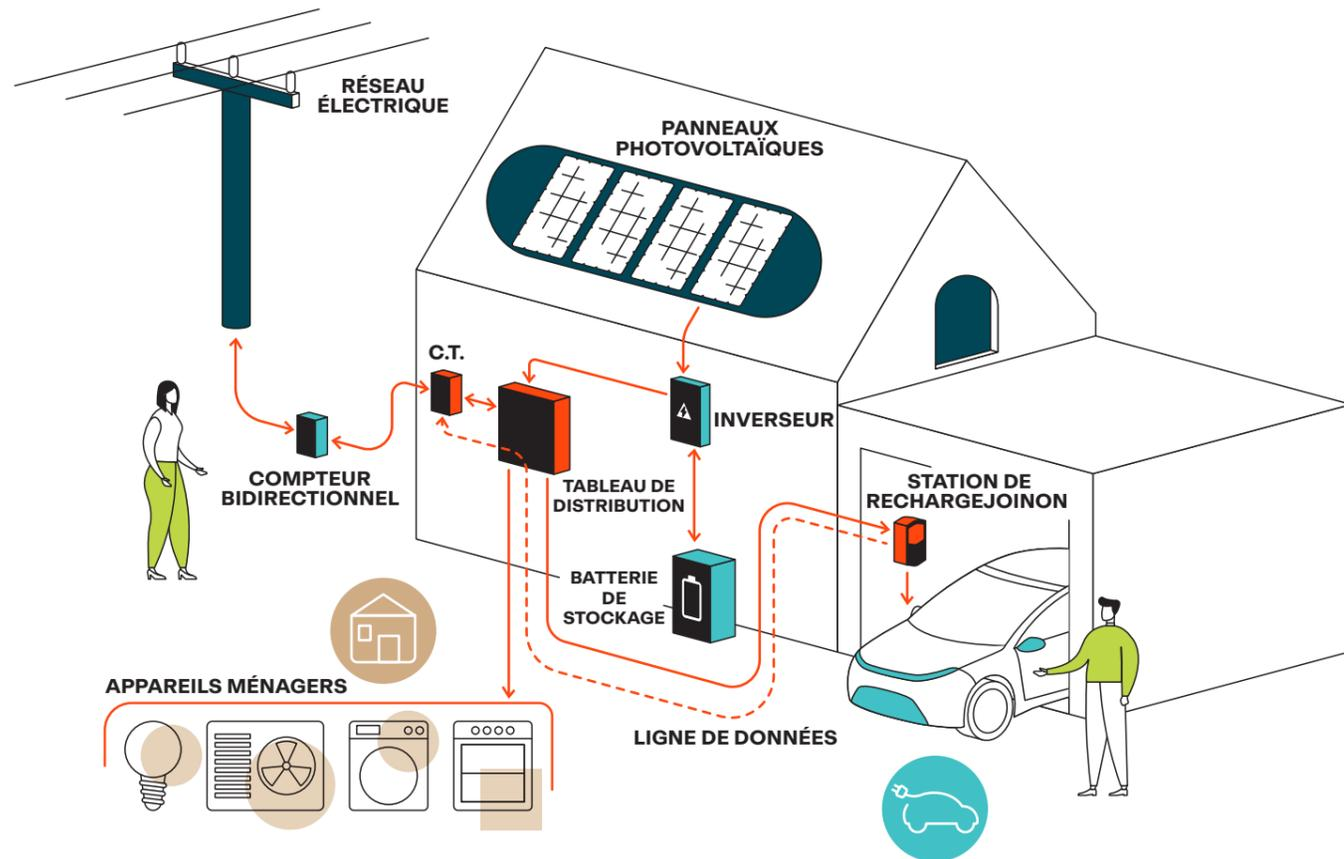 RÉSEAU
ÉLECTRIQUE
PANNEAUX
PHOTOVOLTAÏQUES
C.T.
INVERSEUR
COMPTEUR
BIDIRECTIONNEL
TABLEAU DE
DISTRIBUTION
STATION DE
RECHARGEJOINON
BATTERIE
DE
STOCKAGE
APPAREILS MÉNAGERS
LIGNE DE DONNÉES